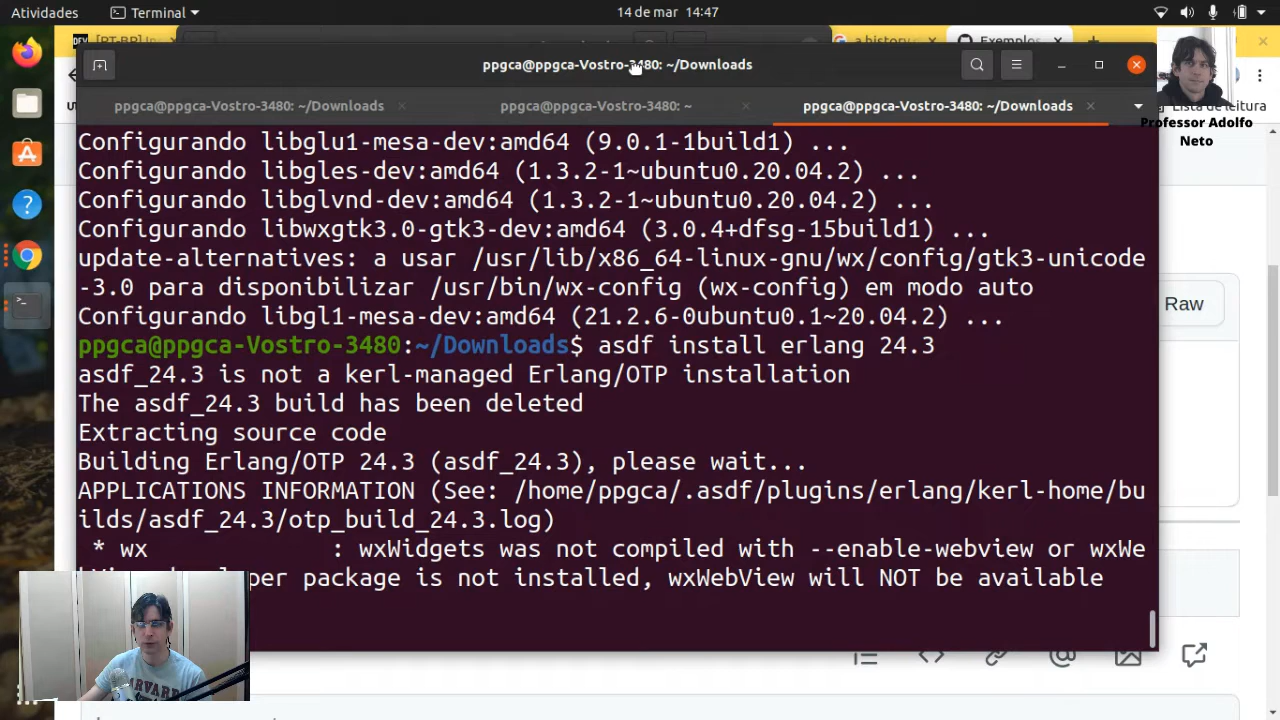 Atividades
Terminal
14 de mar 14:47
ppgca@ppgca-Vostro-3480: ~/Downloads
ppgca@ppgca-Vostro-3480: ~/Downloads
ppgca@ppgca-Vostro-3480: ~
ppgca@ppgca-Vostro-3480: ~/Downloads
Lista de leitura
Professor Adolfo
Neto
Configurando libglu1-mesa-dev:amd64 (9.0.1-1build1) ...
Configurando libgles-dev:amd64 (1.3.2-1~ubuntu0.20.04.2) ...
Configurando libglvnd-dev:amd64 (1.3.2-1~ubuntu0.20.04.2) ...
Configurando libwxgtk3.0-gtk3-dev:amd64 (3.0.4+dfsg-15build1) ...
update-alternatives: a usar /usr/lib/x86_64-linux-gnu/wx/config/gtk3-unicode
-3.0 para disponibilizar /usr/bin/wx-config (wx-config) em modo auto
Configurando libgl1-mesa-dev:amd64 (21.2.6-0ubuntu0.1~20.04.2) ...
ppgca@ppgca-Vostro-3480:~/Downloads$ asdf install erlang 24.3
asdf_24.3 is not a kerl-managed Erlang/OTP installation
The asdf_24.3 build has been deleted
Extracting source code
Building Erlang/OTP 24.3 (asdf_24.3), please wait...
APPLICATIONS INFORMATION (See: /home/ppgca/.asdf/plugins/erlang/kerl-home/bu
ilds/asdf_24.3/otp_build_24.3.log)
* wx : wxWidgets was not compiled with --enable-webview or wxWe
per package is not installed, wxWebView will NOT be available
Raw
HARVARD